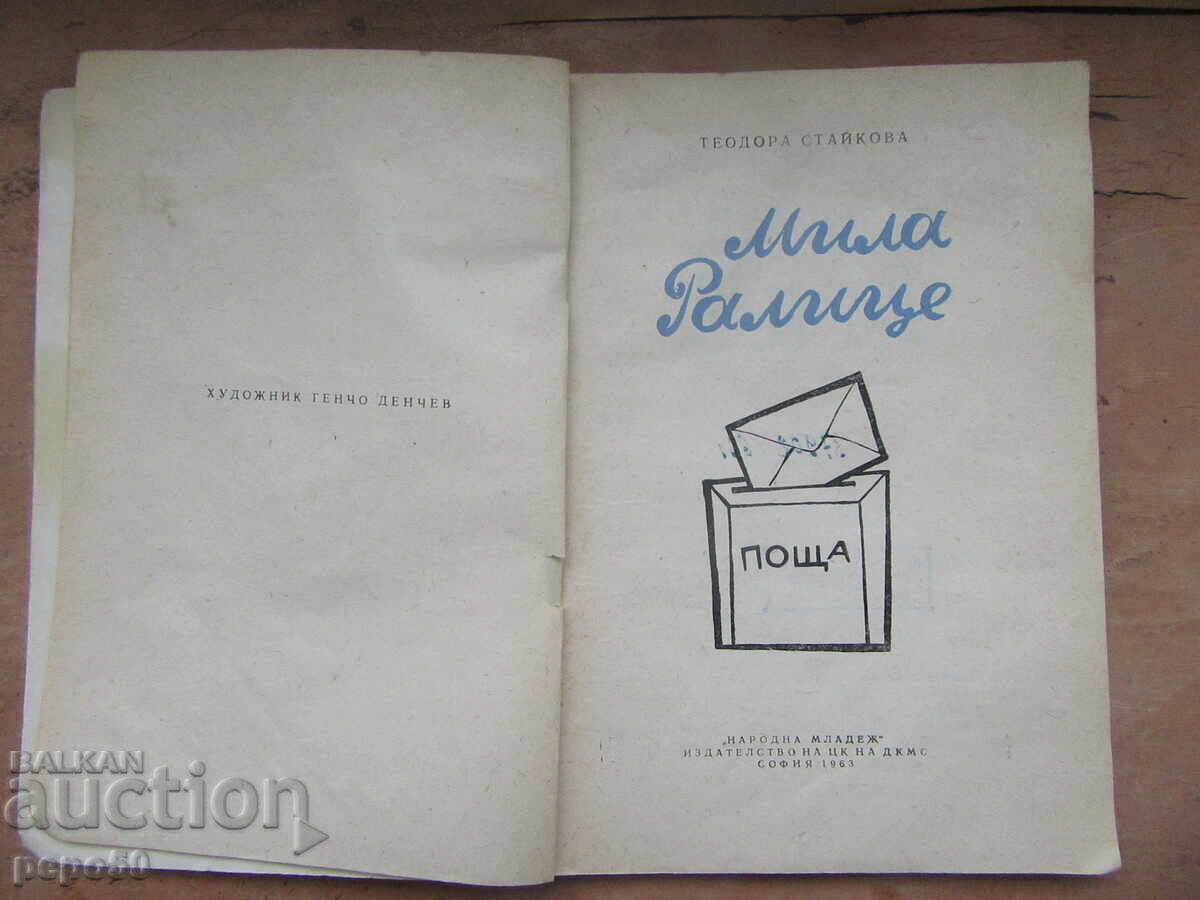 ХУДОЖНИК ГЕНЧО ДЕНЧЕВ
ТЕОДОРА СТАЙКОВА
Мила
Ралице
ПОЩА
„НАРОДНА МЛАДЕЖ“
ИЗДАТЕЛСТВО НА ЦК НА ДКМС
СОФИЯ 1963
BALKAN
auction
pepo50